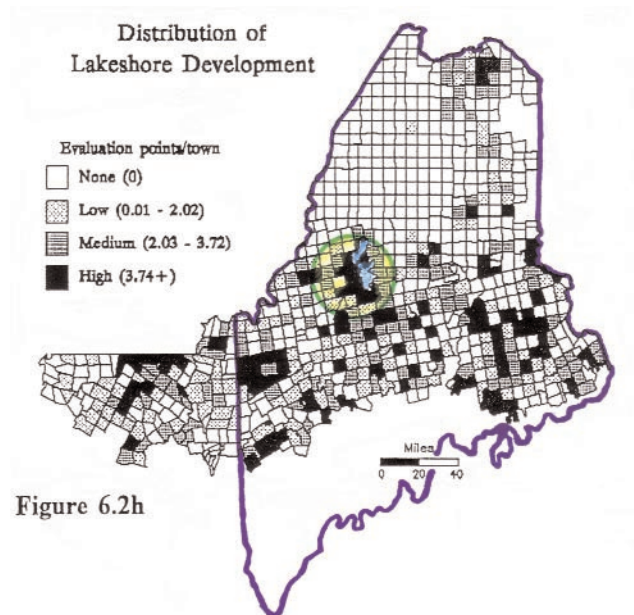 Distribution of
Lakeshore Development
Evaluation points/town
None (0)
Low (0.01 - 2.02)
Medium (2.03 - 3.72)
High (3.74+)
Miles
0 20 40
Figure 6.2h